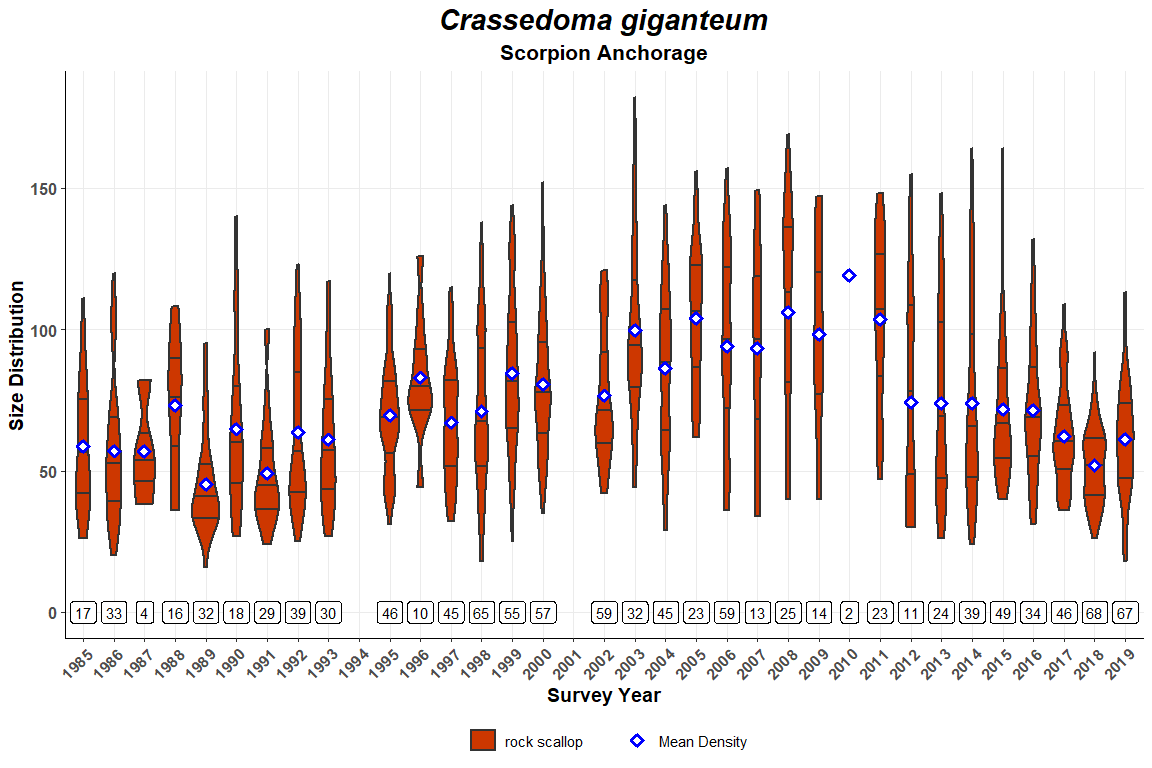 Crassedoma giganteum
Scorpion Anchorage
Size Distribution
150
100
50
0
17 33 4 16 32 18 29 39 30 46 10 45 65 55 57 59 32 45 23 59 13 25 14 2 23 11 24 39 49 34 46 68 67
1985 1986 1987 1988 1989 1990 1991 1992 1993 1994 1995 1996 1997 1998 1999 2000 2001 2002 2003 2004 2005 2006 2007 2008 2009 2010 2011 2012 2013 2014 2015 2016 2017 2018 2019
Survey Year
rock scallop Mean Density